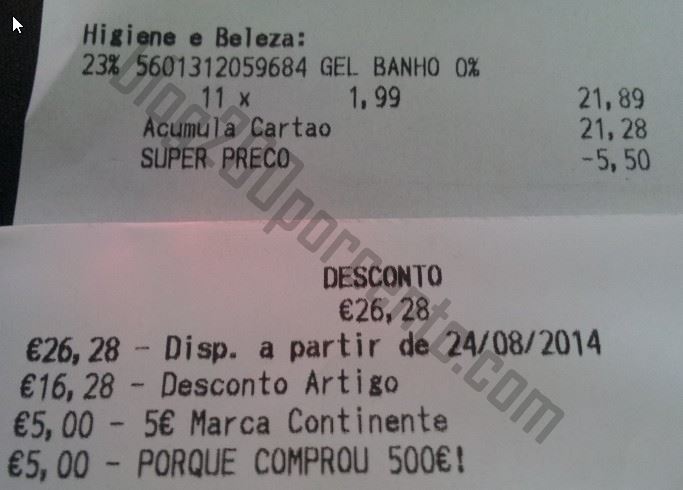 Higiene e Beleza:
23% 5601312059684 GEL BANHO 0%
11 x 1,99 21,89
Acumula Cartao 21,28
SUPER PRECO -5,50
DESCONTO
€26,28
€26,28 - Disp. a partir de 24/08/2014
€16,28 - Desconto Artigo
€5,00 - 5€ Marca Continente
€5,00 - PORQUE COMPROU 500€!
blog200porcento.com